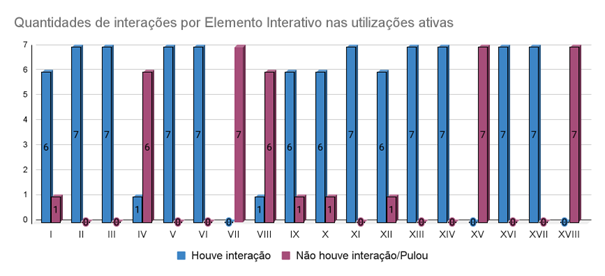 Quantidades de interações por Elemento Interativo nas utilizações ativas
7
6
5
4
3
2
1
0
6 1 7 0 7 0 1 6 7 0 7 0 0 7 1 6 6 1 6 1 7 0 6 1 7 0 7 0 0 7 7 0 7 0 0 7
I II III IV V VI VII VIII IX X XI XII XIII XIV XV XVI XVII XVIII
Houve interação Não houve interação/Pulou